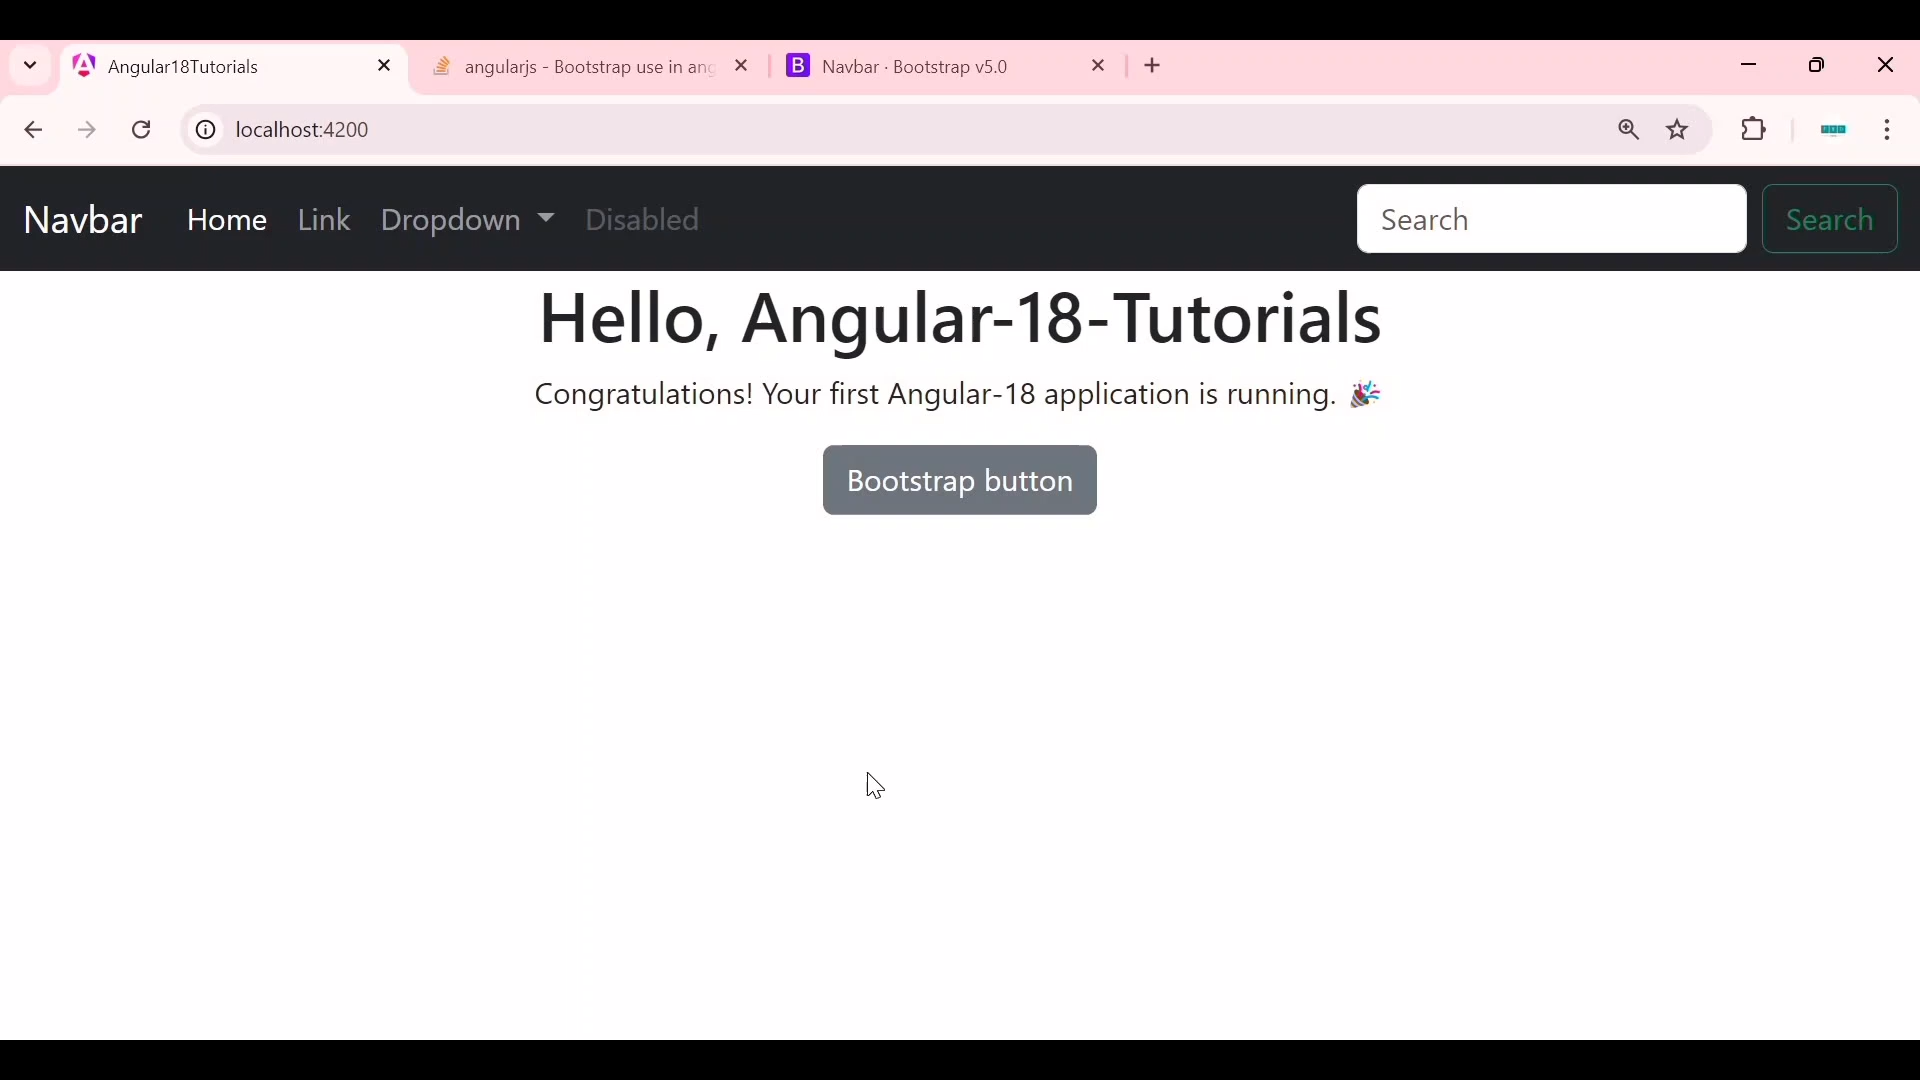 Angular18Tutorials
angularjs - Bootstrap use in ang
B Navbar · Bootstrap v5.0
localhost:4200
Navbar Home Link Dropdown Disabled Search Search
Hello, Angular-18-Tutorials
Congratulations! Your first Angular-18 application is running. 🎉
Bootstrap button